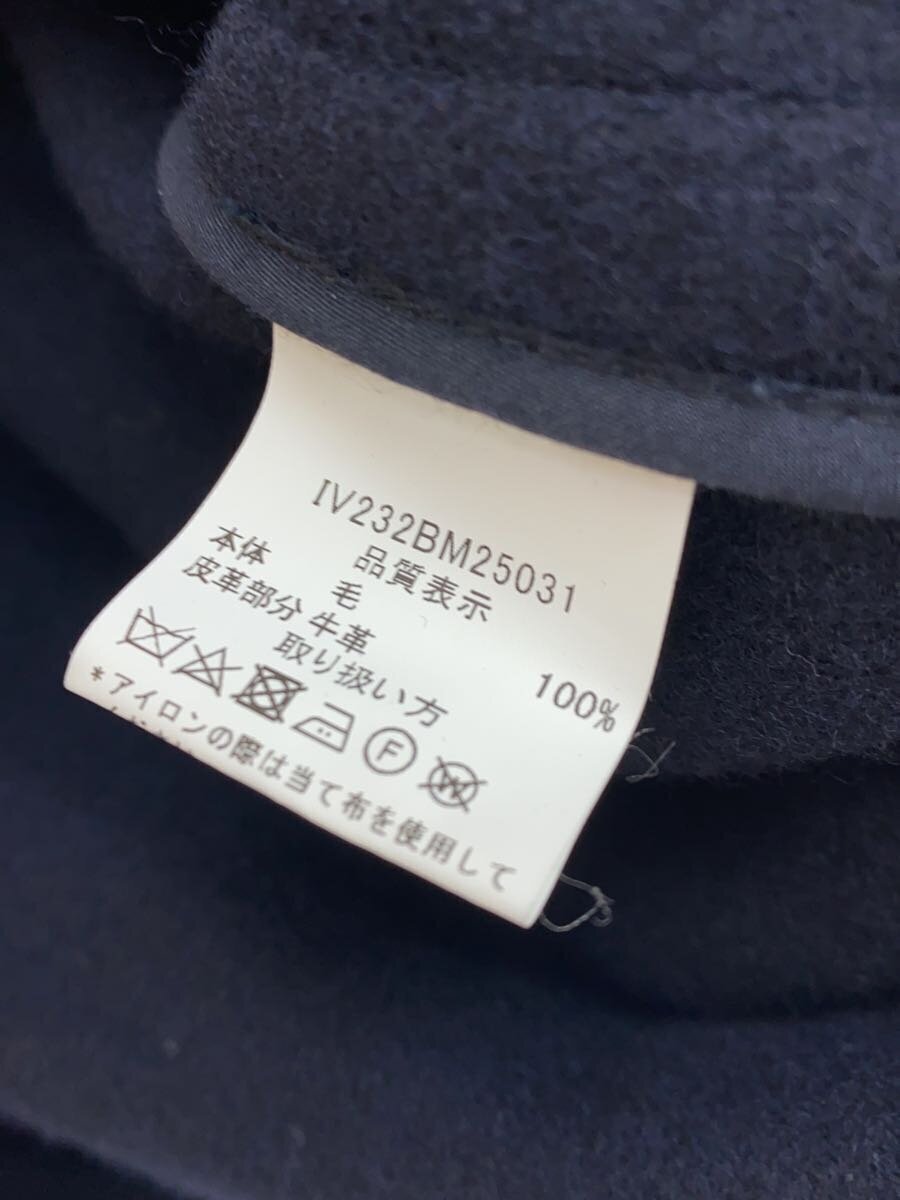 IV232BM25031
品質表示
本体 毛 100%
皮革部分 牛革
取り扱い方
F W
*アイロンの際は当て布を使用して